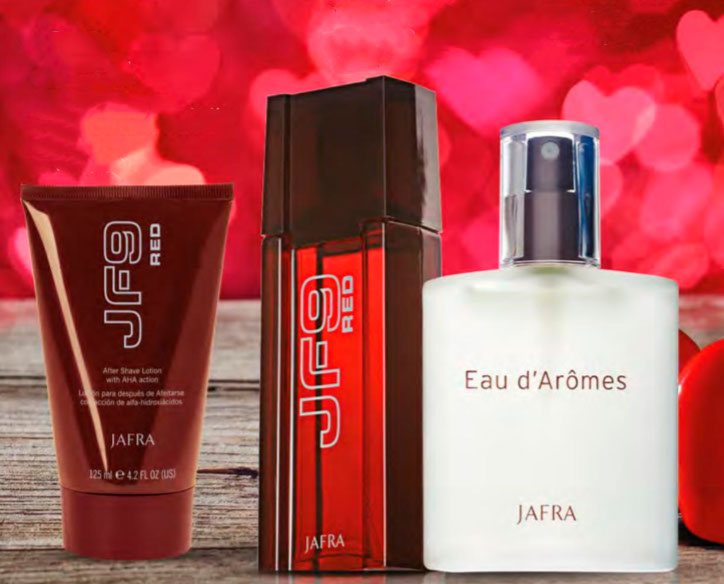 JF9
RED
After Shave Lotion
with AHA action
Loción para después de Afeitarse
con acción de alfa-hidroxiácidos
JAFRA
125 ml ℮ 4.2 FL OZ (US)
JF9
RED
JAFRA
Eau d'Arômes
JAFRA